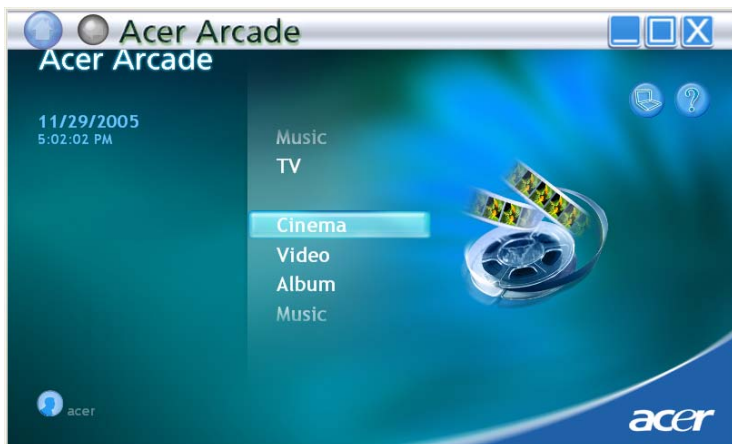 Acer Arcade
Acer Arcade
11/29/2005
5:02:02 PM
Music
TV
Cinema
Video
Album
Music
acer
acer